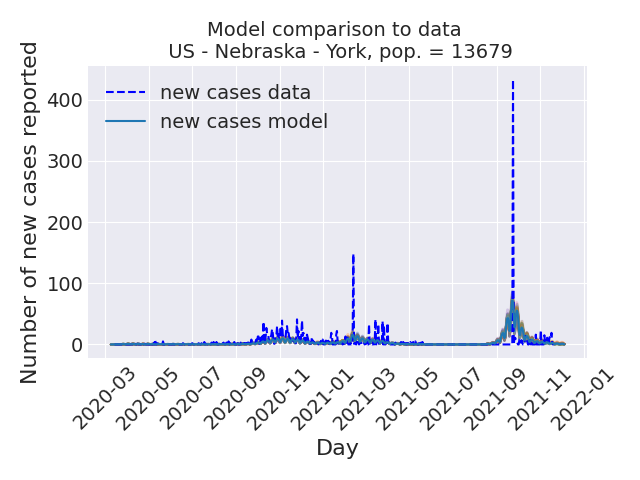 Model comparison to data
US - Nebraska - York, pop. = 13679
Number of new cases reported
400
300
200
100
0
new cases data
new cases model
2020-03
2020-05
2020-07
2020-09
2020-11
2021-01
2021-03
2021-05
2021-07
2021-09
2021-11
2022-01
Day